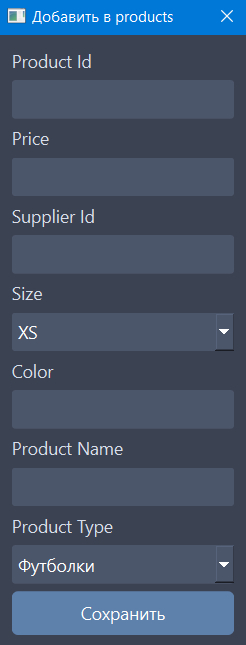 Добавить в products
Product Id
Price
Supplier Id
Size
XS
Color
Product Name
Product Type
Футболки
Сохранить